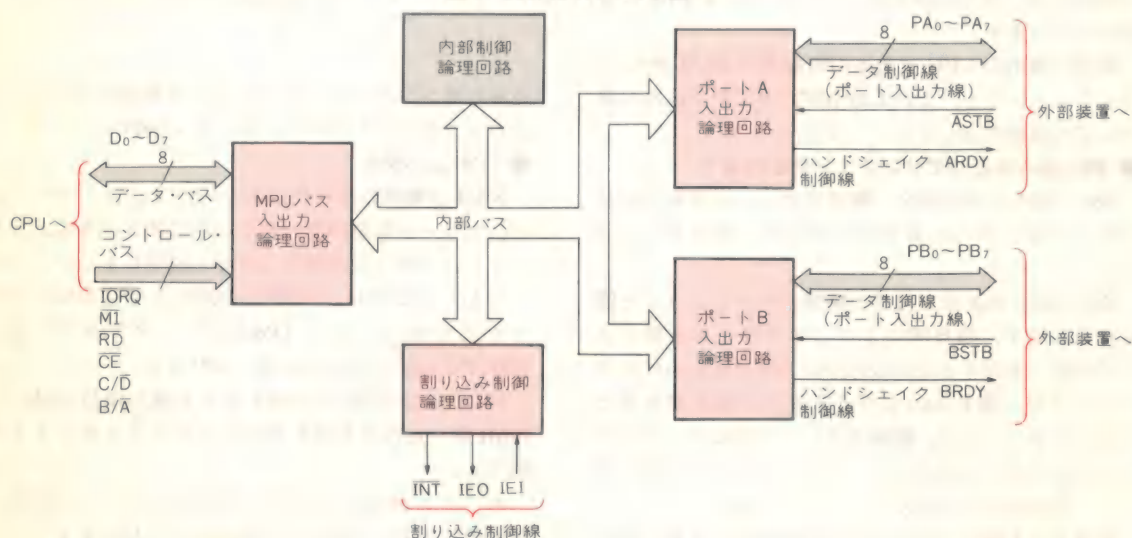 内部制御
論理回路
D₀～D₇
8
データ・バス
CPUへ
コントロール・
バス
8
I̅O̅R̅Q̅
M̅1̅
R̅D̅
C̅E̅
C/D̅
B/A̅
MPUバス
入出力
論理回路
内部バス
割り込み制御
論理回路
I̅N̅T̅ IEO IEI
割り込み制御線
ポートA
入出力
論理回路
PA₀～PA₇
8
データ制御線
(ポート入出力線)
A̅S̅T̅B̅
ハンドシェイク ARDY
制御線
外部装置へ
ポートB
入出力
論理回路
PB₀～PB₇
8
データ制御線
(ポート入出力線)
B̅S̅T̅B̅
ハンドシェイク BRDY
制御線
外部装置へ